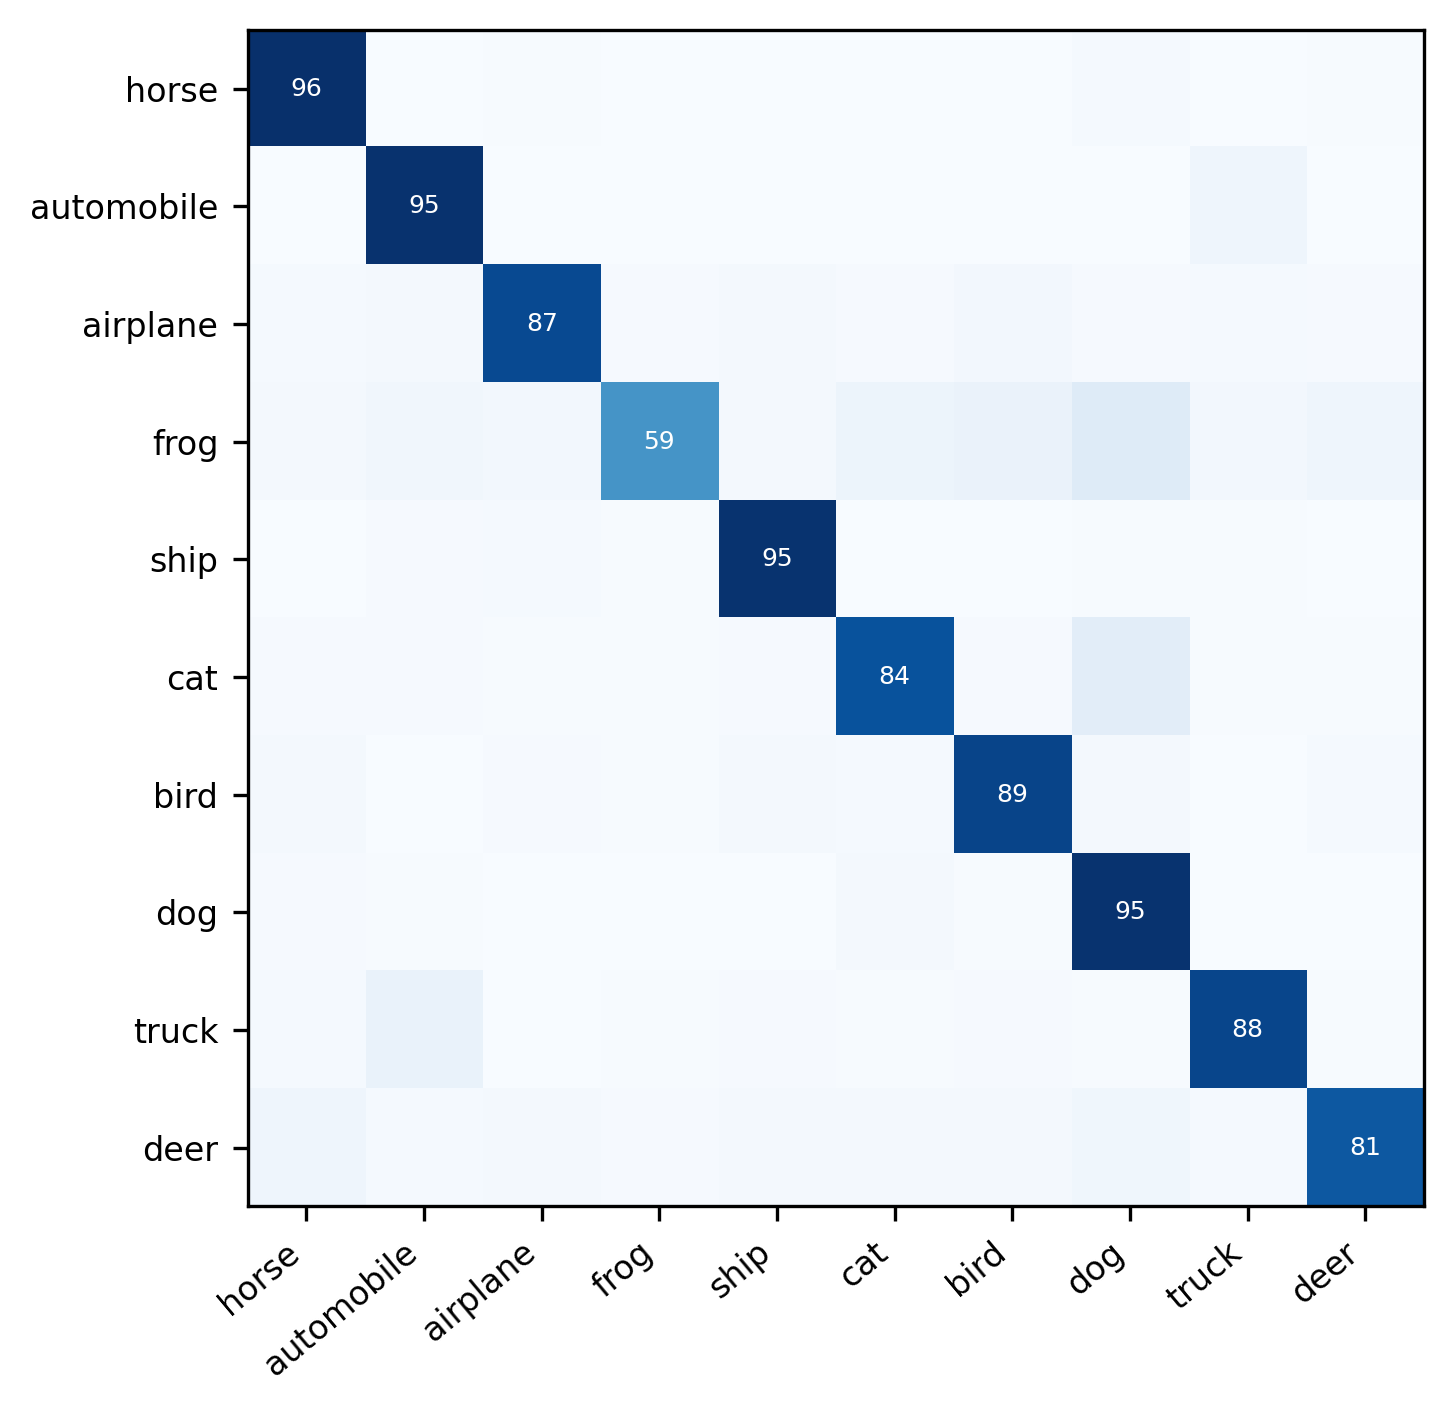 horse
96
automobile
95
airplane
87
frog
59
ship
95
cat
84
bird
89
dog
95
truck
88
deer
81
horse
automobile
airplane
frog
ship
cat
bird
dog
truck
deer